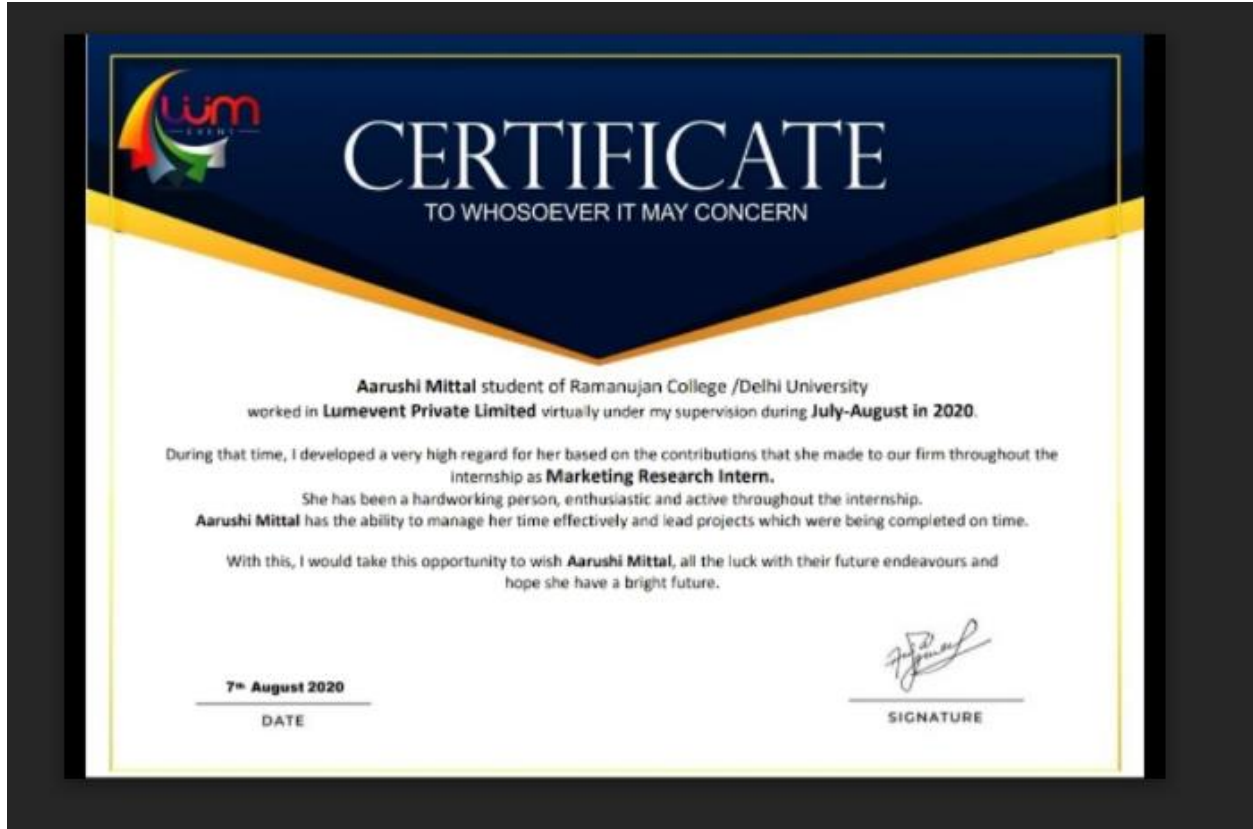 Lüm
EVENT
CERTIFICATE
TO WHOSOEVER IT MAY CONCERN
Aarushi Mittal student of Ramanujan College /Delhi University
worked in Lumevent Private Limited virtually under my supervision during July-August in 2020.
During that time, I developed a very high regard for her based on the contributions that she made to our firm throughout the
internship as Marketing Research Intern.
She has been a hardworking person, enthusiastic and active throughout the internship.
Aarushi Mittal has the ability to manage her time effectively and lead projects which were being completed on time.
With this, I would take this opportunity to wish Aarushi Mittal, all the luck with their future endeavours and
hope she have a bright future.
7th August 2020
DATE
SIGNATURE